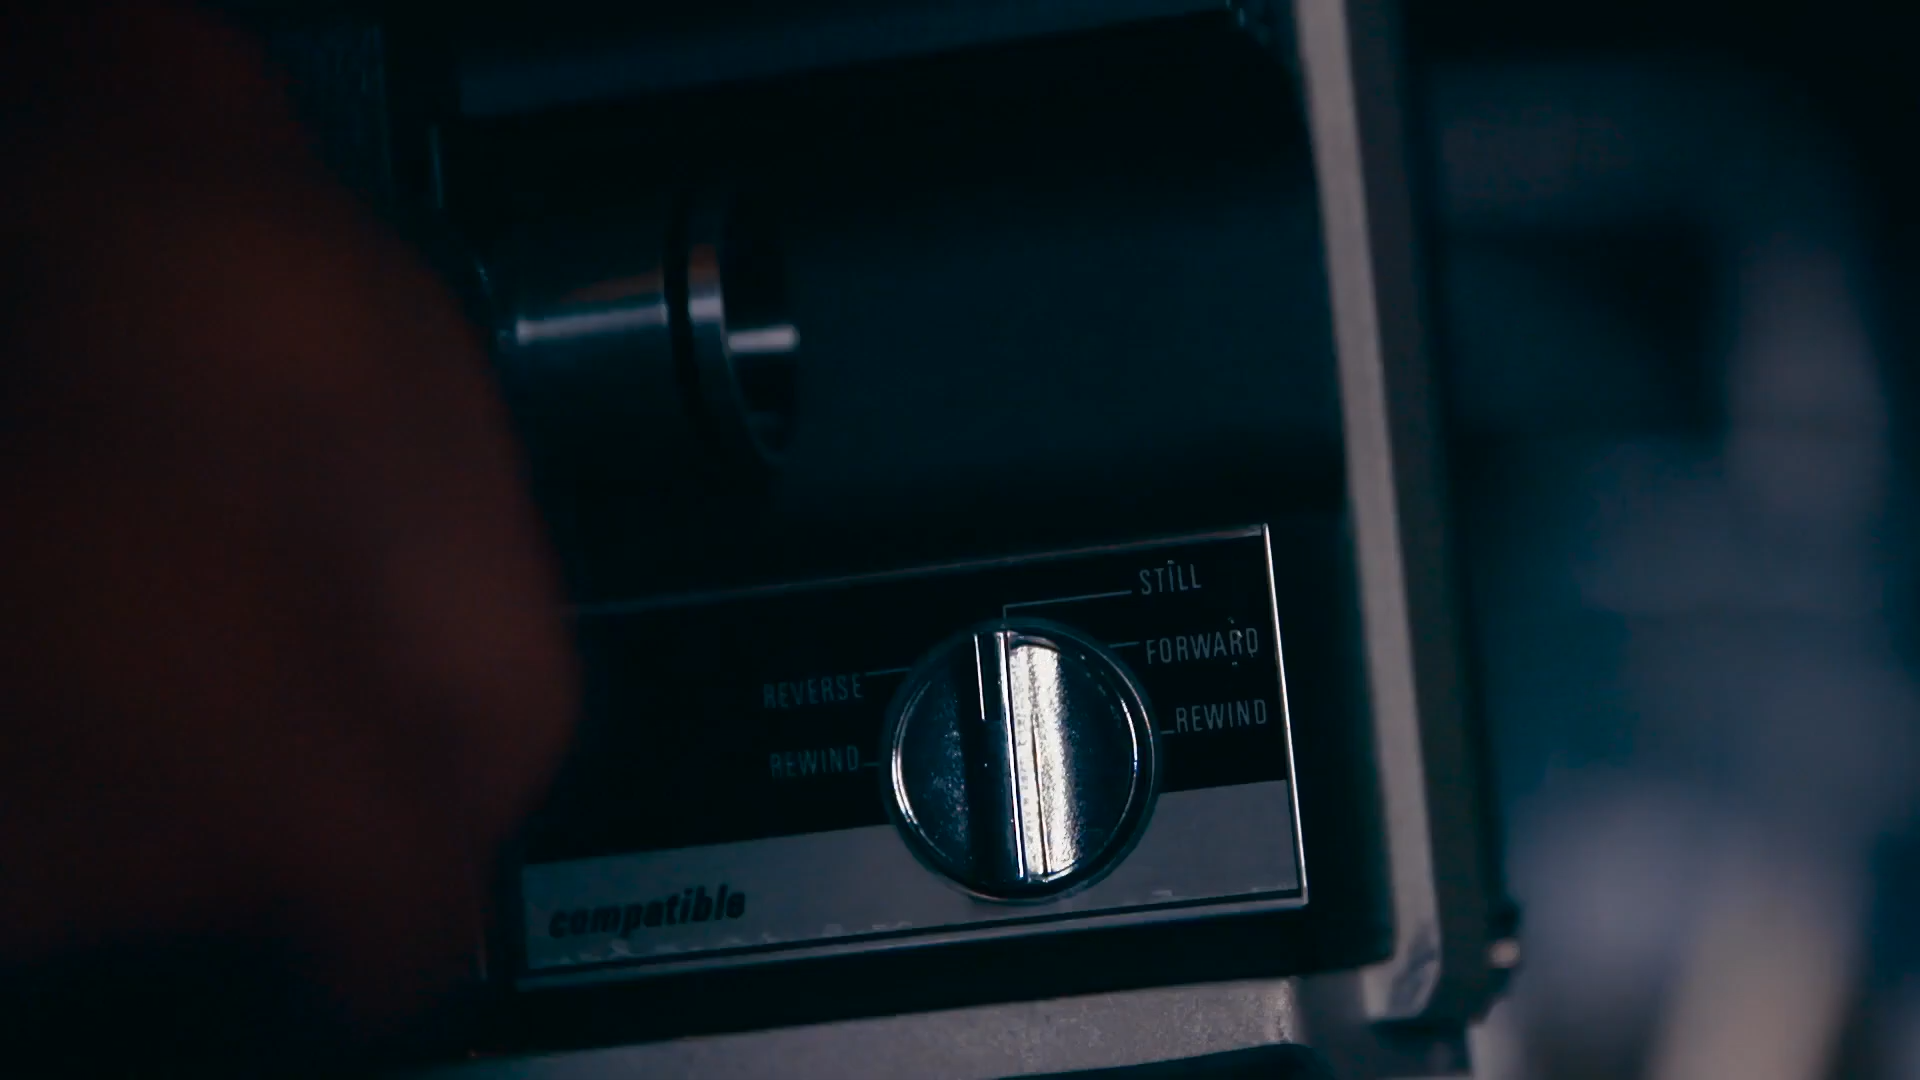 STILL
FORWARD
REVERSE
REWIND
REWIND
compatible